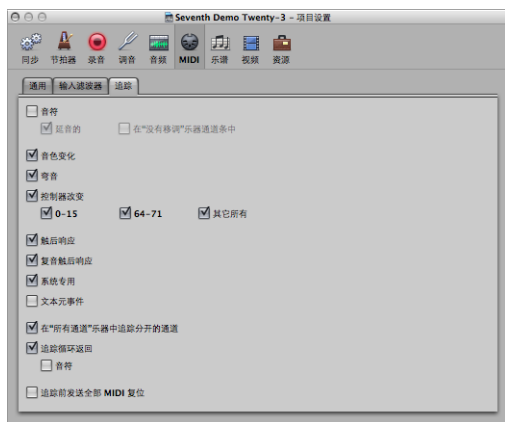 Seventh Demo Twenty-3 - 项目设置
同步 节拍器 录音 调音 音频 MIDI 乐谱 视频 资源
通用 输入滤波器 追踪
音符
延音的 在“没有移调”乐器通道条中
音色变化
弯音
控制器改变
0-15 64-71 其它所有
触后响应
复音触后响应
系统专用
文本元事件
在“所有通道”乐器中追踪分开的通道
追踪循环返回
音符
追踪前发送全部 MIDI 复位